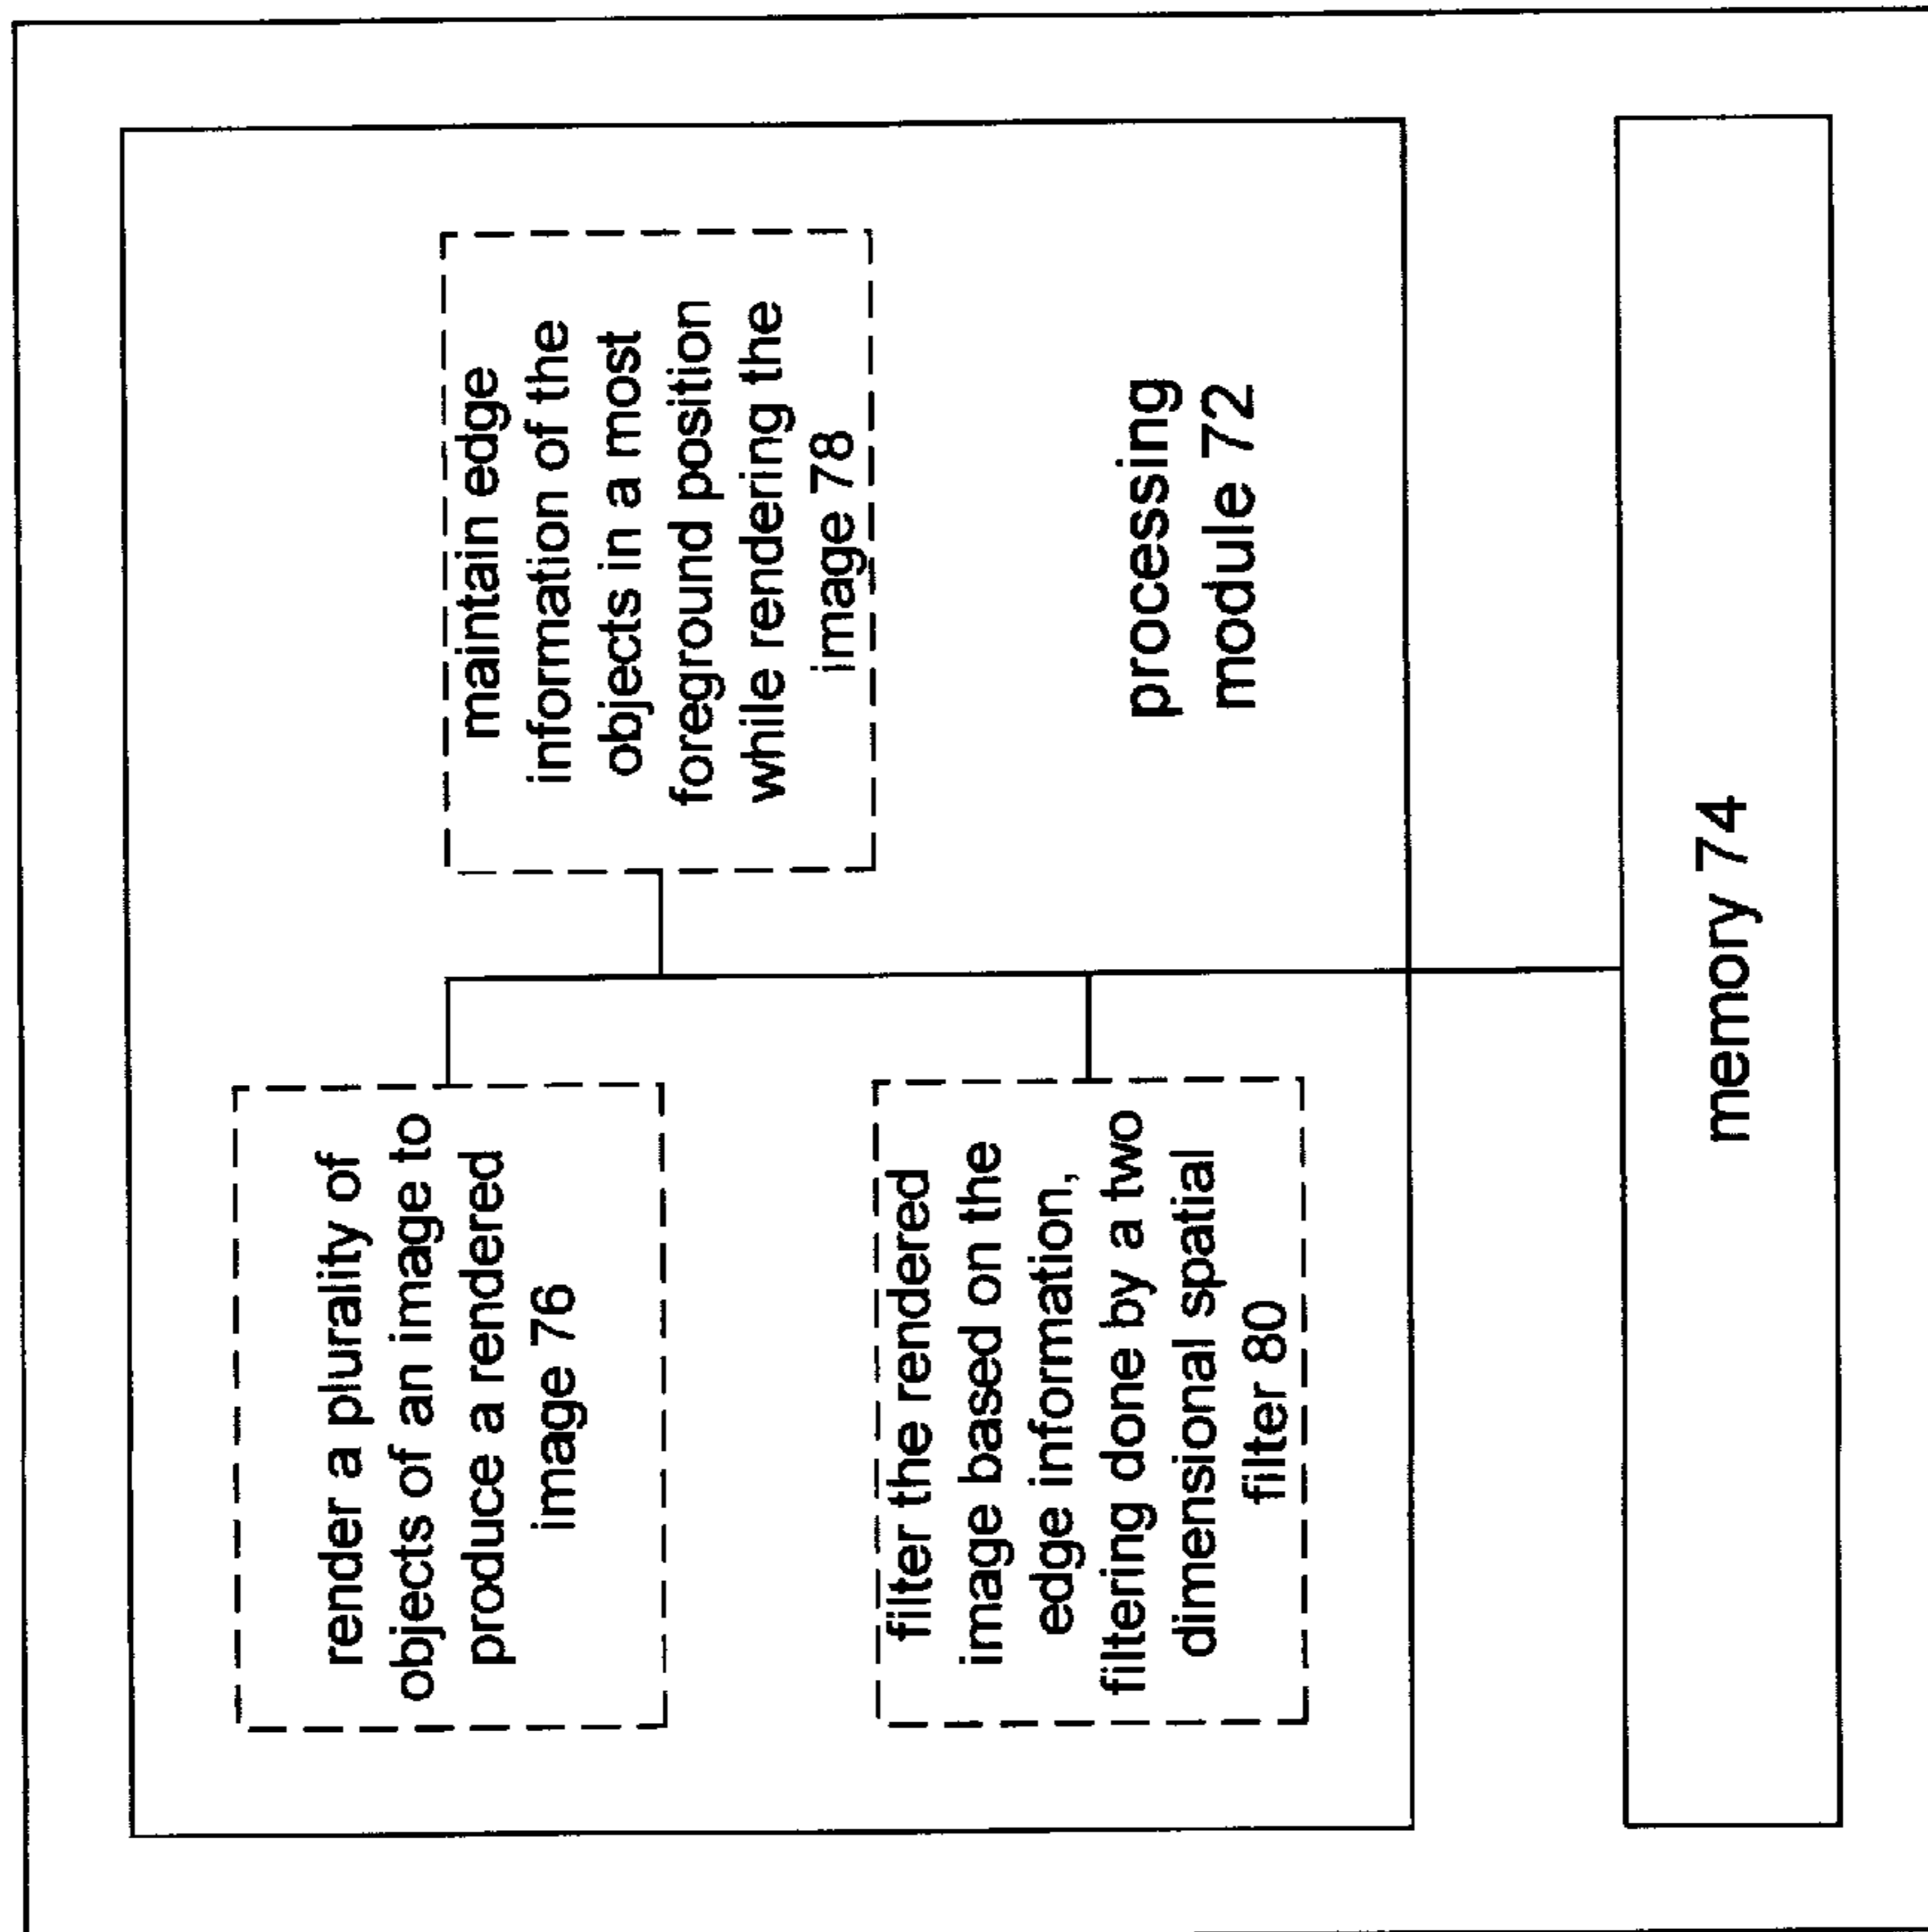 render a plurality of
objects of an image to
produce a rendered
image 76
maintain edge
information of the
objects in a most
foreground position
while rendering the
image 78
filter the rendered
image based on the
edge information,
filtering done by a two
dimensional spatial
filter 80
processing
module 72
memory 74